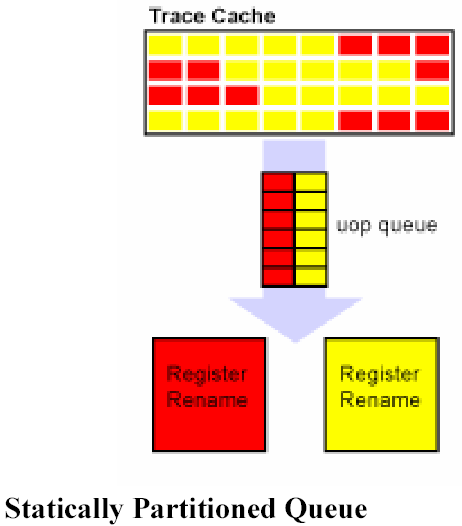 Trace Cache
uop queue
Register
Rename
Register
Rename
Statically Partitioned Queue